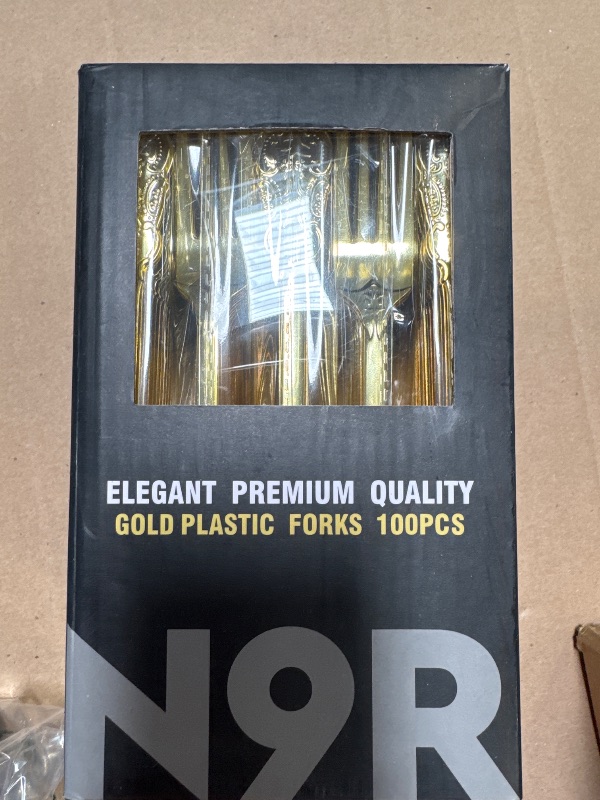 ELEGANT PREMIUM QUALITY
GOLD PLASTIC FORKS 100PCS
N9R